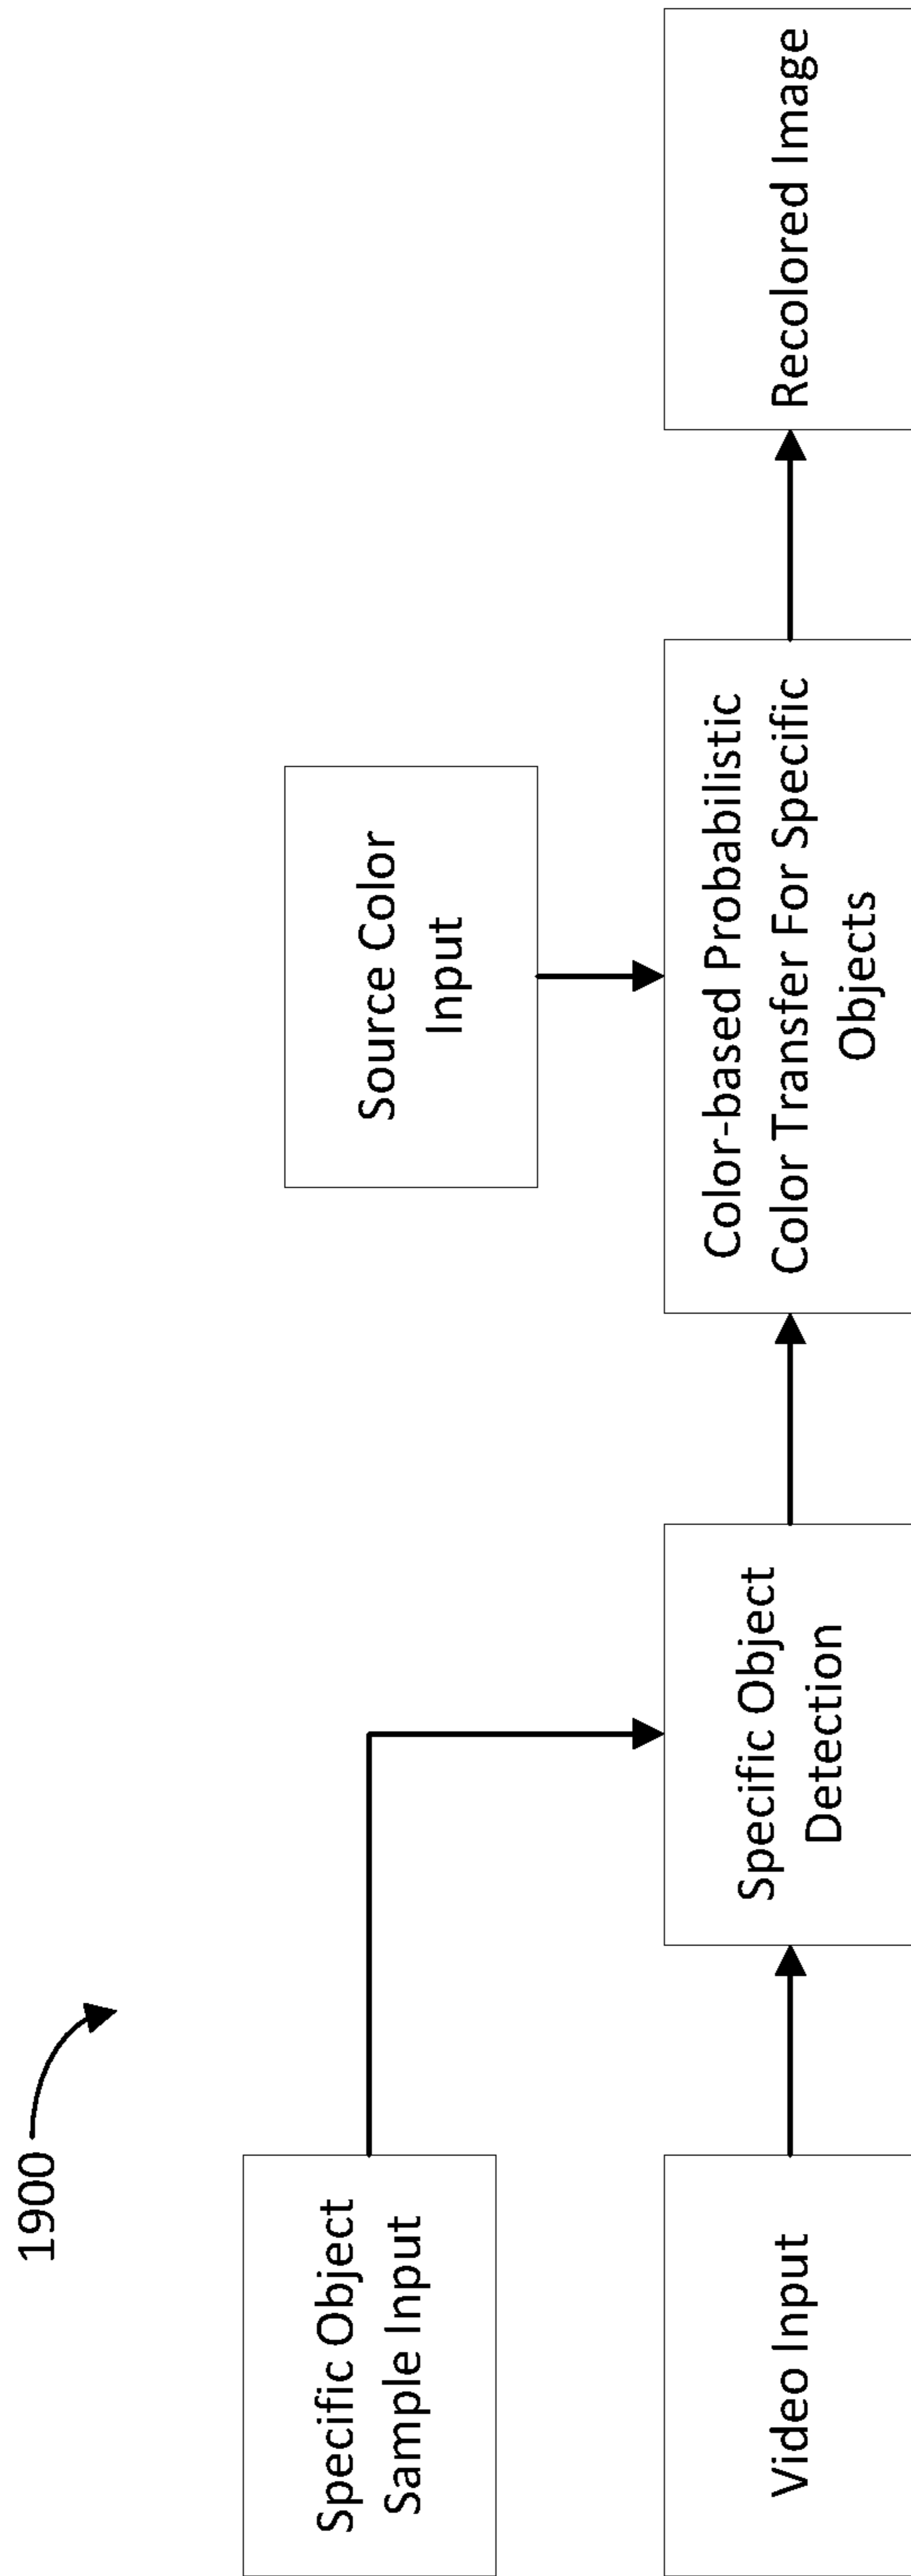 1900
Specific Object
Sample Input
Source Color
Input
Video Input
Specific Object
Detection
Color-based Probabilistic
Color Transfer For Specific
Objects
Recolored Image